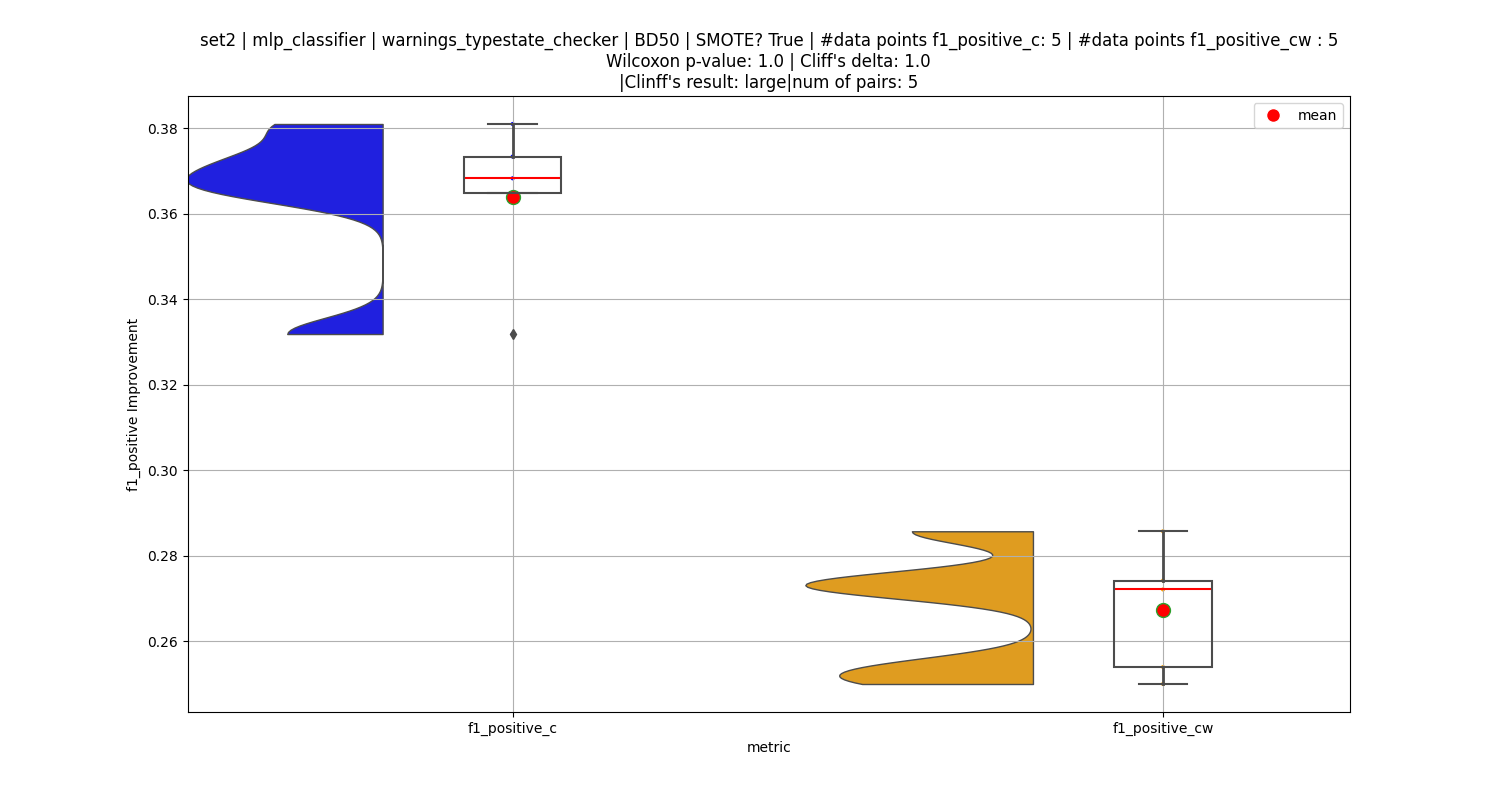 set2 | mlp_classifier | warnings_typestate_checker | BD50 | SMOTE? True | #data points f1_positive_c: 5 | #data points f1_positive_cw : 5
Wilcoxon p-value: 1.0 | Cliff's delta: 1.0
|Clinff's result: large|num of pairs: 5
mean
f1_positive Improvement
0.38
0.36
0.34
0.32
0.30
0.28
0.26
f1_positive_c
f1_positive_cw
metric